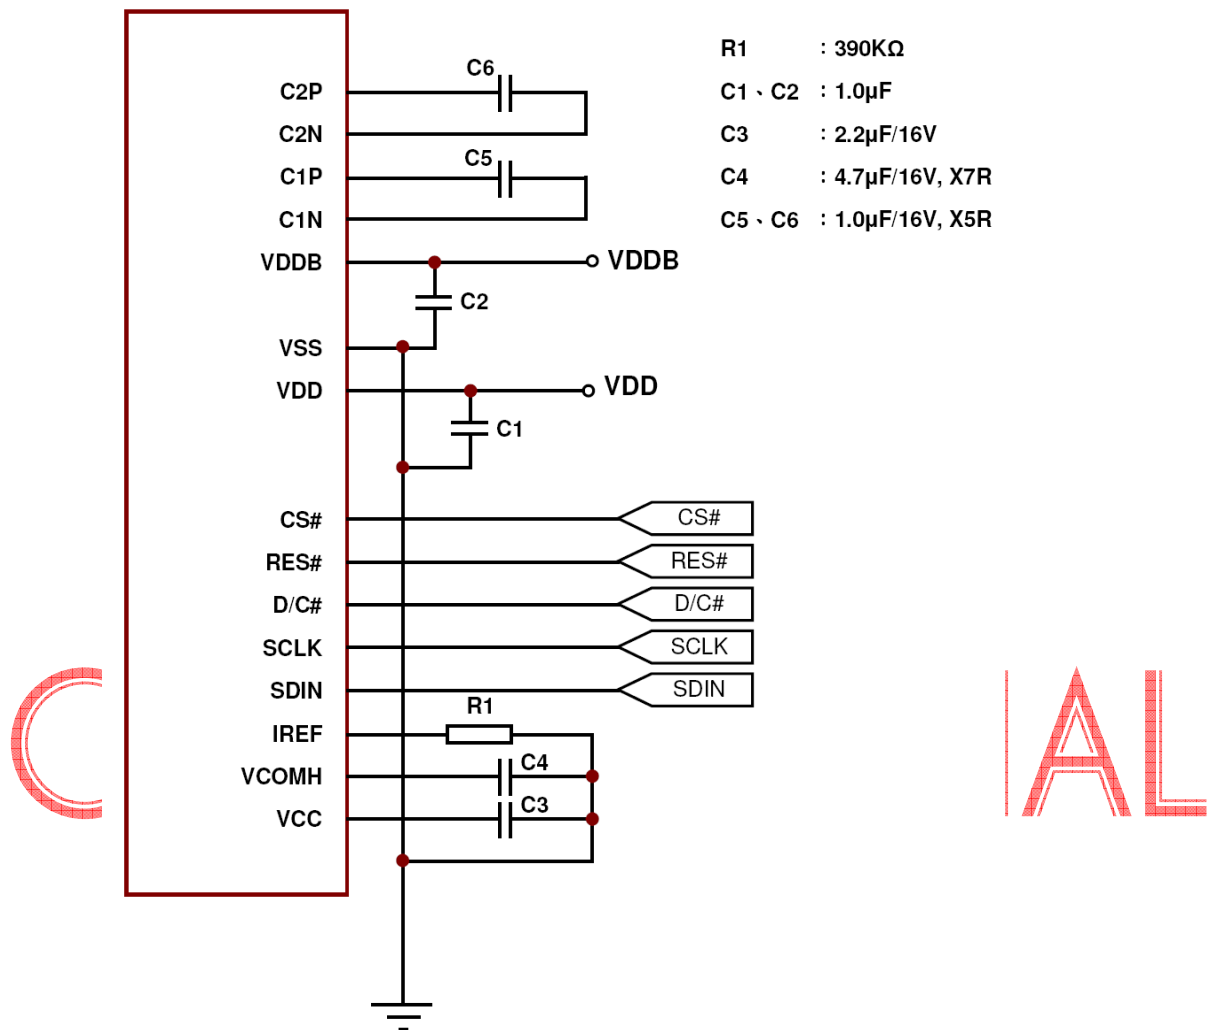 C2P
C2N
C1P
C1N
VDDB
VSS
VDD
CS#
RES#
D/C#
SCLK
SDIN
IREF
VCOMH
VCC
C6
C5
VDDB
C2
VDD
C1
CS#
RES#
D/C#
SCLK
SDIN
R1
C4
C3
R1 : 390KΩ
C1、C2 : 1.0µF
C3 : 2.2µF/16V
C4 : 4.7µF/16V, X7R
C5、C6 : 1.0µF/16V, X5R
C IAL